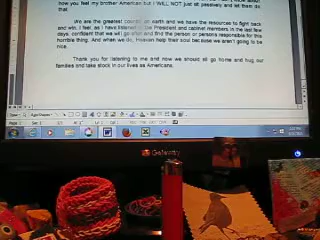 how you feel my brother American but I WILL NOT just sit passively and let them do
that.
We are the greatest country on earth and we have the resources to fight back
and win. I feel, as I have listened to the President and cabinet members in the last few
days, confident that we will go after and find the person or persons responsible for this
horrible thing. And when we do, Heaven help their soul because we aren't going to be
nice.
Thank you for listening to me and now we should all go home and hug our
families and take stock in our lives as Americans.
Gateway